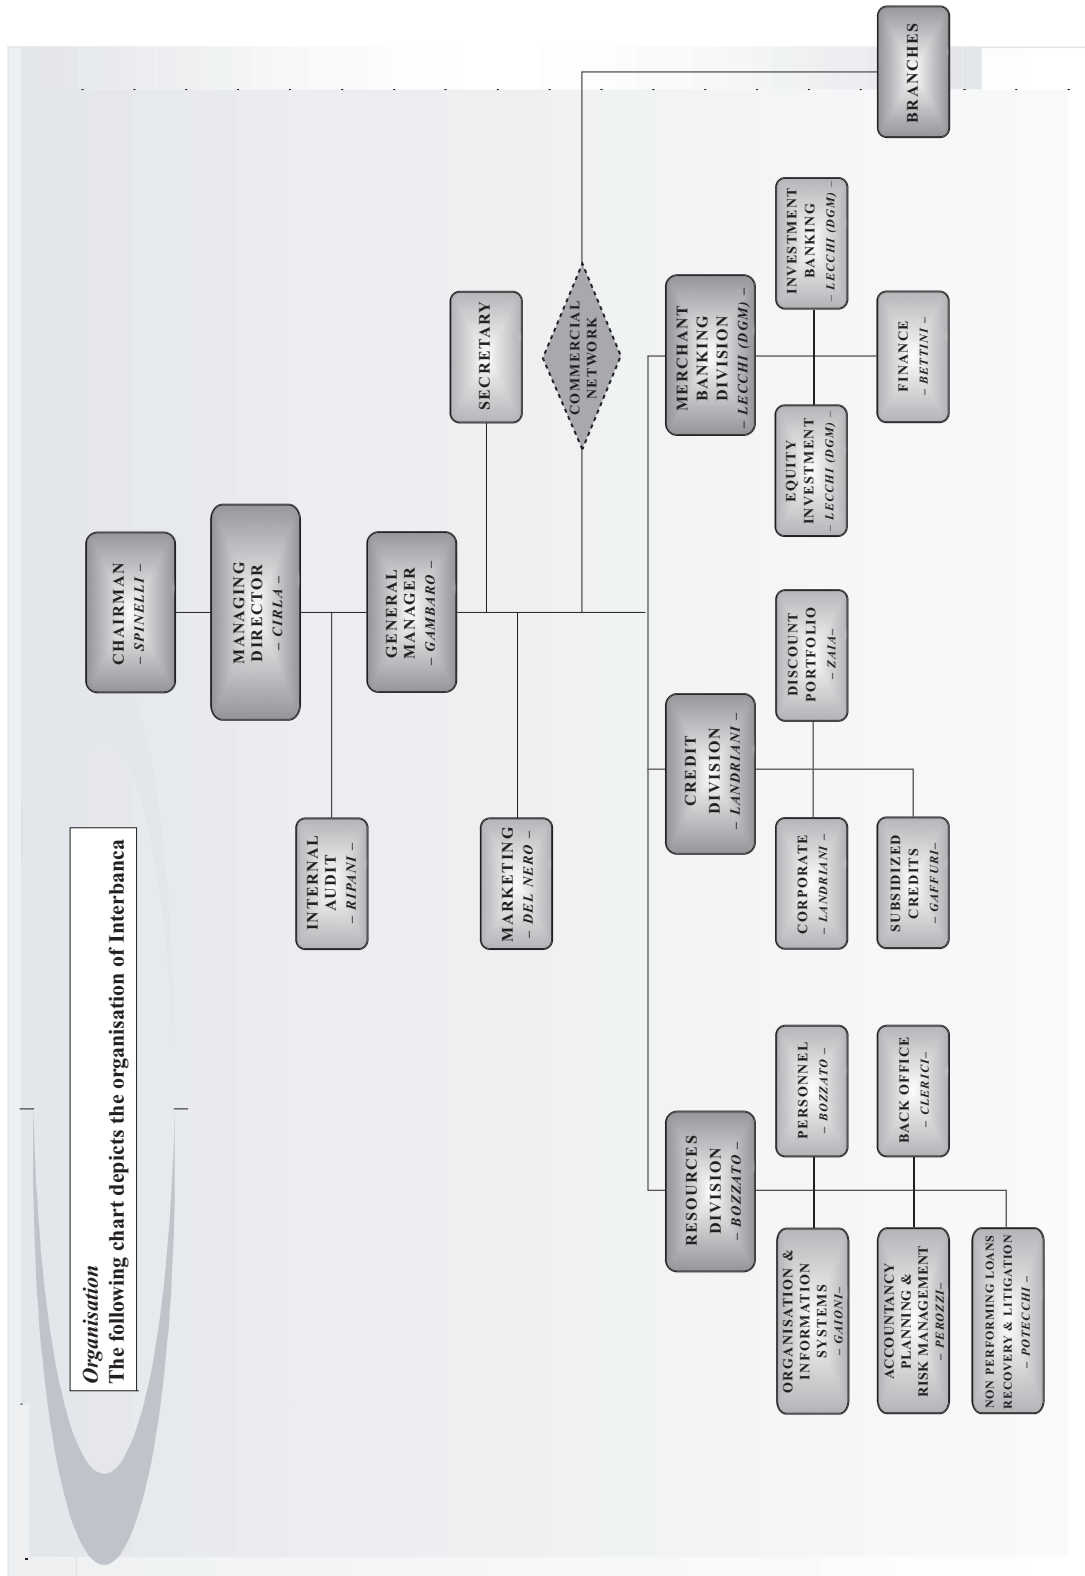 Organisation
The following chart depicts the organisation of Interbanca
CHAIRMAN
– SPINELLI –
MANAGING
DIRECTOR
– CIRLA –
INTERNAL
AUDIT
– RIPANI –
GENERAL
MANAGER
– GAMBARO –
SECRETARY
MARKETING
– DEL NERO –
COMMERCIAL
NETWORK
RESOURCES
DIVISION
– BOZZATO –
CREDIT
DIVISION
– LANDRIANI –
MERCHANT
BANKING
DIVISION
– LECCHI (DGM) –
ORGANISATION &
INFORMATION
SYSTEMS
– GAIONI–
PERSONNEL
– BOZZATO –
CORPORATE
– LANDRIANI –
DISCOUNT
PORTFOLIO
– ZAIA–
EQUITY
INVESTMENT
– LECCHI (DGM) –
INVESTMENT
BANKING
– LECCHI (DGM) –
ACCOUNTANCY
PLANNING &
RISK MANAGEMENT
– PEROZZI–
BACK OFFICE
– CLERICI–
SUBSIDIZED
CREDITS
– GAFFURI–
FINANCE
– BETTINI –
BRANCHES
NON PERFORMING LOANS
RECOVERY & LITIGATION
– POTECCHI –